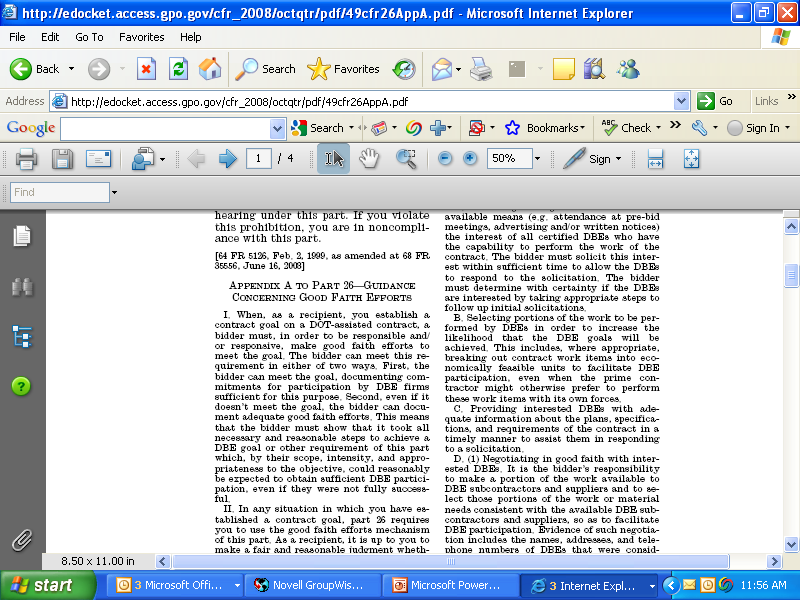 http://edocket.access.gpo.gov/cfr_2008/octqtr/pdf/49cfr26AppA.pdf - Microsoft Internet Explorer
File Edit Go To Favorites Help
Back Search Favorites
Address http://edocket.access.gpo.gov/cfr_2008/octqtr/pdf/49cfr26AppA.pdf Go Links »
Google Search Bookmarks ABC Check » Sign In
1 / 4 50% Sign
Find
hearing under this part. If you violate
this prohibition, you are in noncompli-
ance with this part.
[64 FR 5126, Feb. 2, 1999, as amended at 68 FR
35556, June 16, 2003]
APPENDIX A TO PART 26—GUIDANCE
CONCERNING GOOD FAITH EFFORTS
I. When, as a recipient, you establish a
contract goal on a DOT-assisted contract, a
bidder must, in order to be responsible and/
or responsive, make good faith efforts to
meet the goal. The bidder can meet this re-
quirement in either of two ways. First, the
bidder can meet the goal, documenting com-
mitments for participation by DBE firms
sufficient for this purpose. Second, even if it
doesn't meet the goal, the bidder can docu-
ment adequate good faith efforts. This means
that the bidder must show that it took all
necessary and reasonable steps to achieve a
DBE goal or other requirement of this part
which, by their scope, intensity, and appro-
priateness to the objective, could reasonably
be expected to obtain sufficient DBE partici-
pation, even if they were not fully success-
ful.
II. In any situation in which you have es-
tablished a contract goal, part 26 requires
you to use the good faith efforts mechanism
of this part. As a recipient, it is up to you to
make a fair and reasonable judgment wheth-
available means (e.g. attendance at pre-bid
meetings, advertising and/or written notices)
the interest of all certified DBEs who have
the capability to perform the work of the
contract. The bidder must solicit this inter-
est within sufficient time to allow the DBEs
to respond to the solicitation. The bidder
must determine with certainty if the DBEs
are interested by taking appropriate steps to
follow up initial solicitations.
B. Selecting portions of the work to be per-
formed by DBEs in order to increase the
likelihood that the DBE goals will be
achieved. This includes, where appropriate,
breaking out contract work items into eco-
nomically feasible units to facilitate DBE
participation, even when the prime con-
tractor might otherwise prefer to perform
these work items with its own forces.
C. Providing interested DBEs with ade-
quate information about the plans, specifica-
tions, and requirements of the contract in a
timely manner to assist them in responding
to a solicitation.
D. (1) Negotiating in good faith with inter-
ested DBEs. It is the bidder's responsibility
to make a portion of the work available to
DBE subcontractors and suppliers and to se-
lect those portions of the work or material
needs consistent with the available DBE sub-
contractors and suppliers, so as to facilitate
DBE participation. Evidence of such negotia-
tion includes the names, addresses, and tele-
phone numbers of DBEs that were consid-
8.50 x 11.00 in
start 3 Microsoft Offi... Novell GroupWis... Microsoft Power... 3 Internet Expl... 11:56 AM